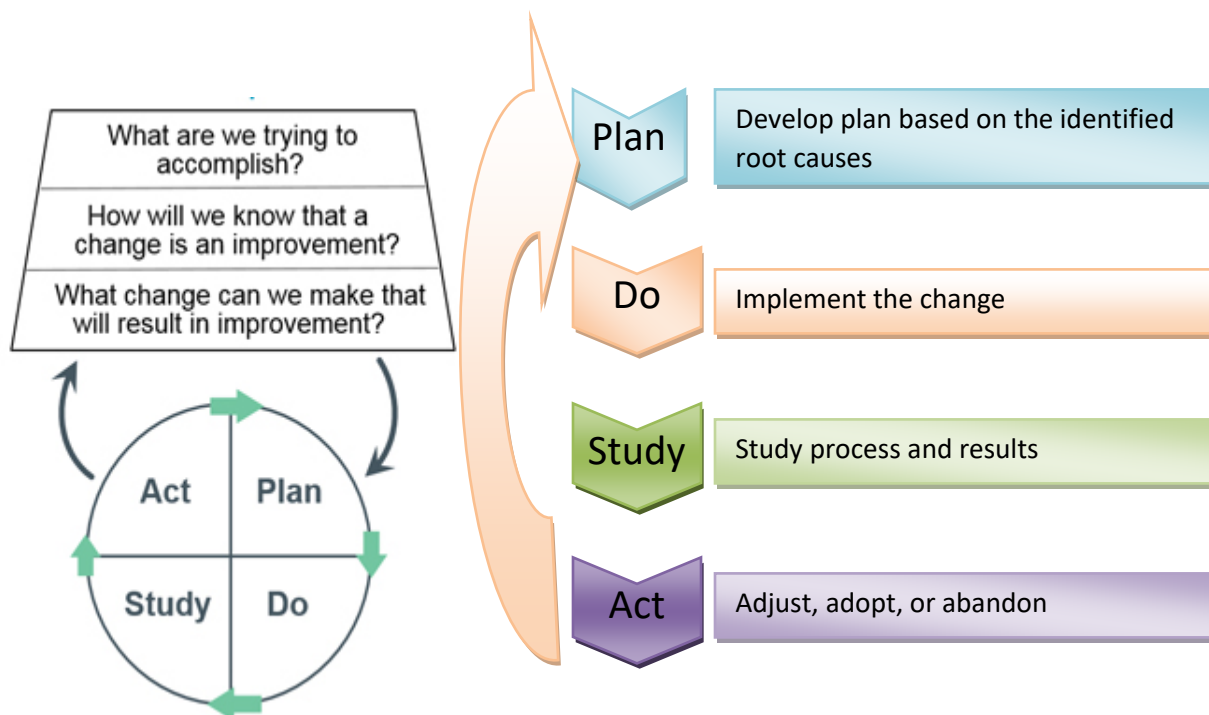 What are we trying to
accomplish?
How will we know that a
change is an improvement?
What change can we make that
will result in improvement?
Act
Plan
Study
Do
Plan
Develop plan based on the identified
root causes
Do
Implement the change
Study
Study process and results
Act
Adjust, adopt, or abandon